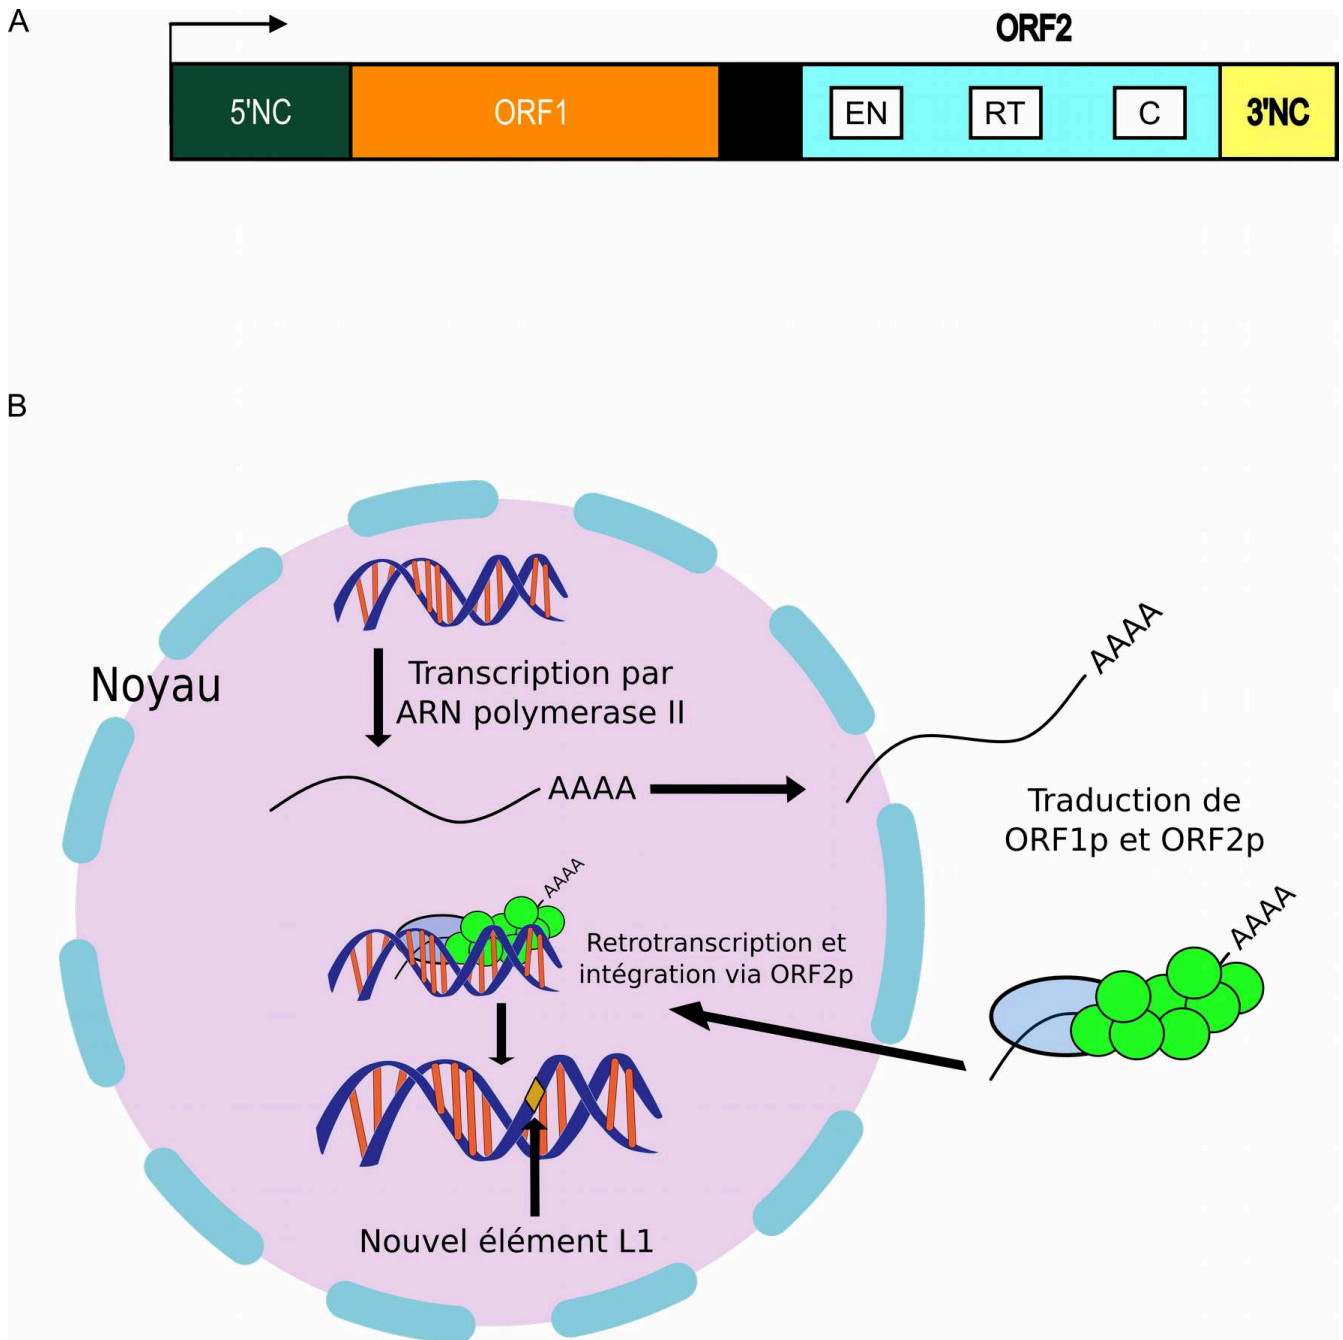 A
ORF2
5'NC
ORF1
EN
RT
C
3'NC
B
Noyau
Transcription par
ARN polymerase II
AAAA
AAAA
Traduction de
ORF1p et ORF2p
AAAA
AAAA
Retrotranscription et
intégration via ORF2p
Nouvel élément L1